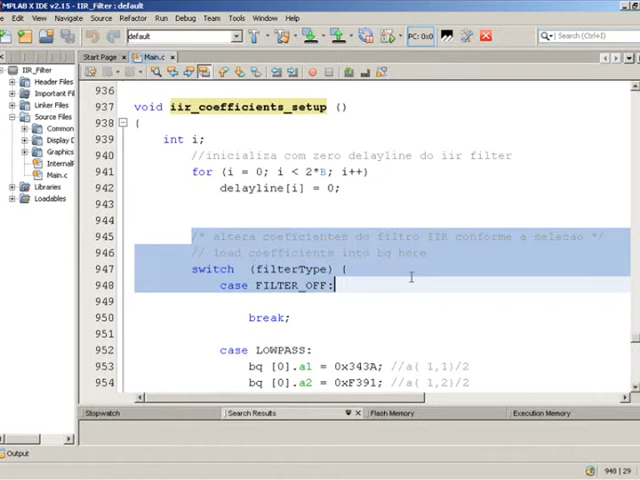 MPLAB X IDE v2.15 - IIR_Filter : default
File Edit View Navigate Source Refactor Run Debug Team Tools Window Help
default
PC: 0x0
Search (Ctrl+I)
Start Page
Main.c
IIR_Filter
Header Files
Important Fi
Linker Files
Source Files
Common
Display D
Graphics
InternalF
Main.c
Libraries
Loadables
936
937 void iir_coefficients_setup ()
938 {
939 int i;
940 //inicializa com zero delayline do iir filter
941 for (i = 0; i < 2*B; i++)
942 delayline[i] = 0;
943
944
945 /* altera coeficientes do filtro IIR conforme a selecao */
946 // load coefficients into bq here
947 switch (filterType) {
948 case FILTER_OFF:
949
950 break;
951
952 case LOWPASS:
953 bq [0].a1 = 0x343A; //a( 1,1)/2
954 bq [0].a2 = 0xF391; //a( 1,2)/2
Stopwatch
Search Results
Flash Memory
Execution Memory
Output
948 | 29